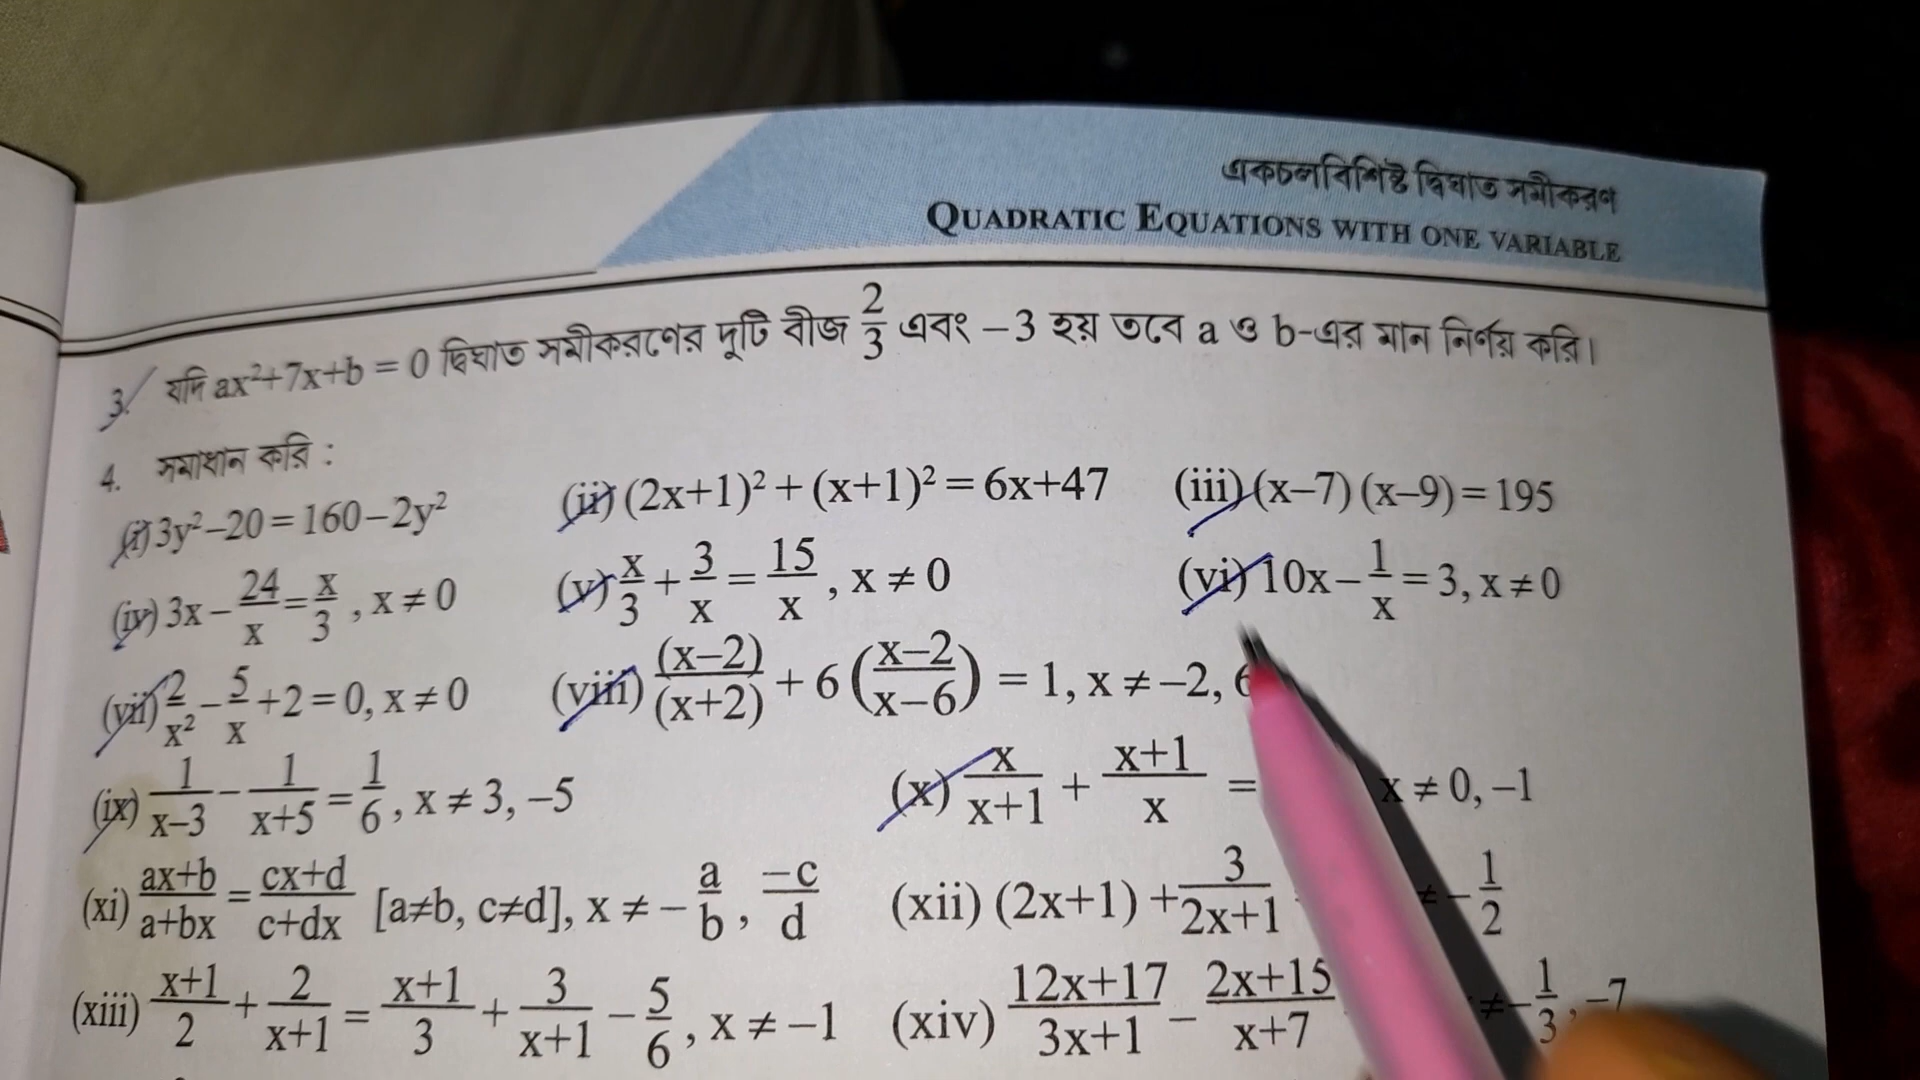 একচলবিশিষ্ট দ্বিঘাত সমীকরণ
QUADRATIC EQUATIONS WITH ONE VARIABLE
3. যদি ax²+7x+b = 0 দ্বিঘাত সমীকরণের দুটি বীজ 2/3 এবং –3 হয় তবে a ও b-এর মান নির্ণয় করি।
4. সমাধান করি :
(i) 3y²–20 = 160–2y² (ii) (2x+1)² + (x+1)² = 6x+47 (iii) (x–7) (x–9) = 195
(iv) 3x – 24/x = x/3 , x ≠ 0 (v) x/3 + 3/x = 15/x , x ≠ 0 (vi) 10x – 1/x = 3, x ≠ 0
(vii) 2/x² – 5/x + 2 = 0, x ≠ 0 (viii) (x–2)/(x+2) + 6 (x–2/x–6) = 1, x ≠ –2, 6
(ix) 1/x–3 – 1/x+5 = 1/6 , x ≠ 3, –5 (x) x/x+1 + x+1/x = x ≠ 0, –1
(xi) ax+b/a+bx = cx+d/c+dx [a≠b, c≠d], x ≠ – a/b , –c/d (xii) (2x+1) + 3/2x+1 ≠ – 1/2
(xiii) x+1/2 + 2/x+1 = x+1/3 + 3/x+1 – 5/6 , x ≠ –1 (xiv) 12x+17/3x+1 – 2x+15/x+7 ≠ – 1/3 , –7